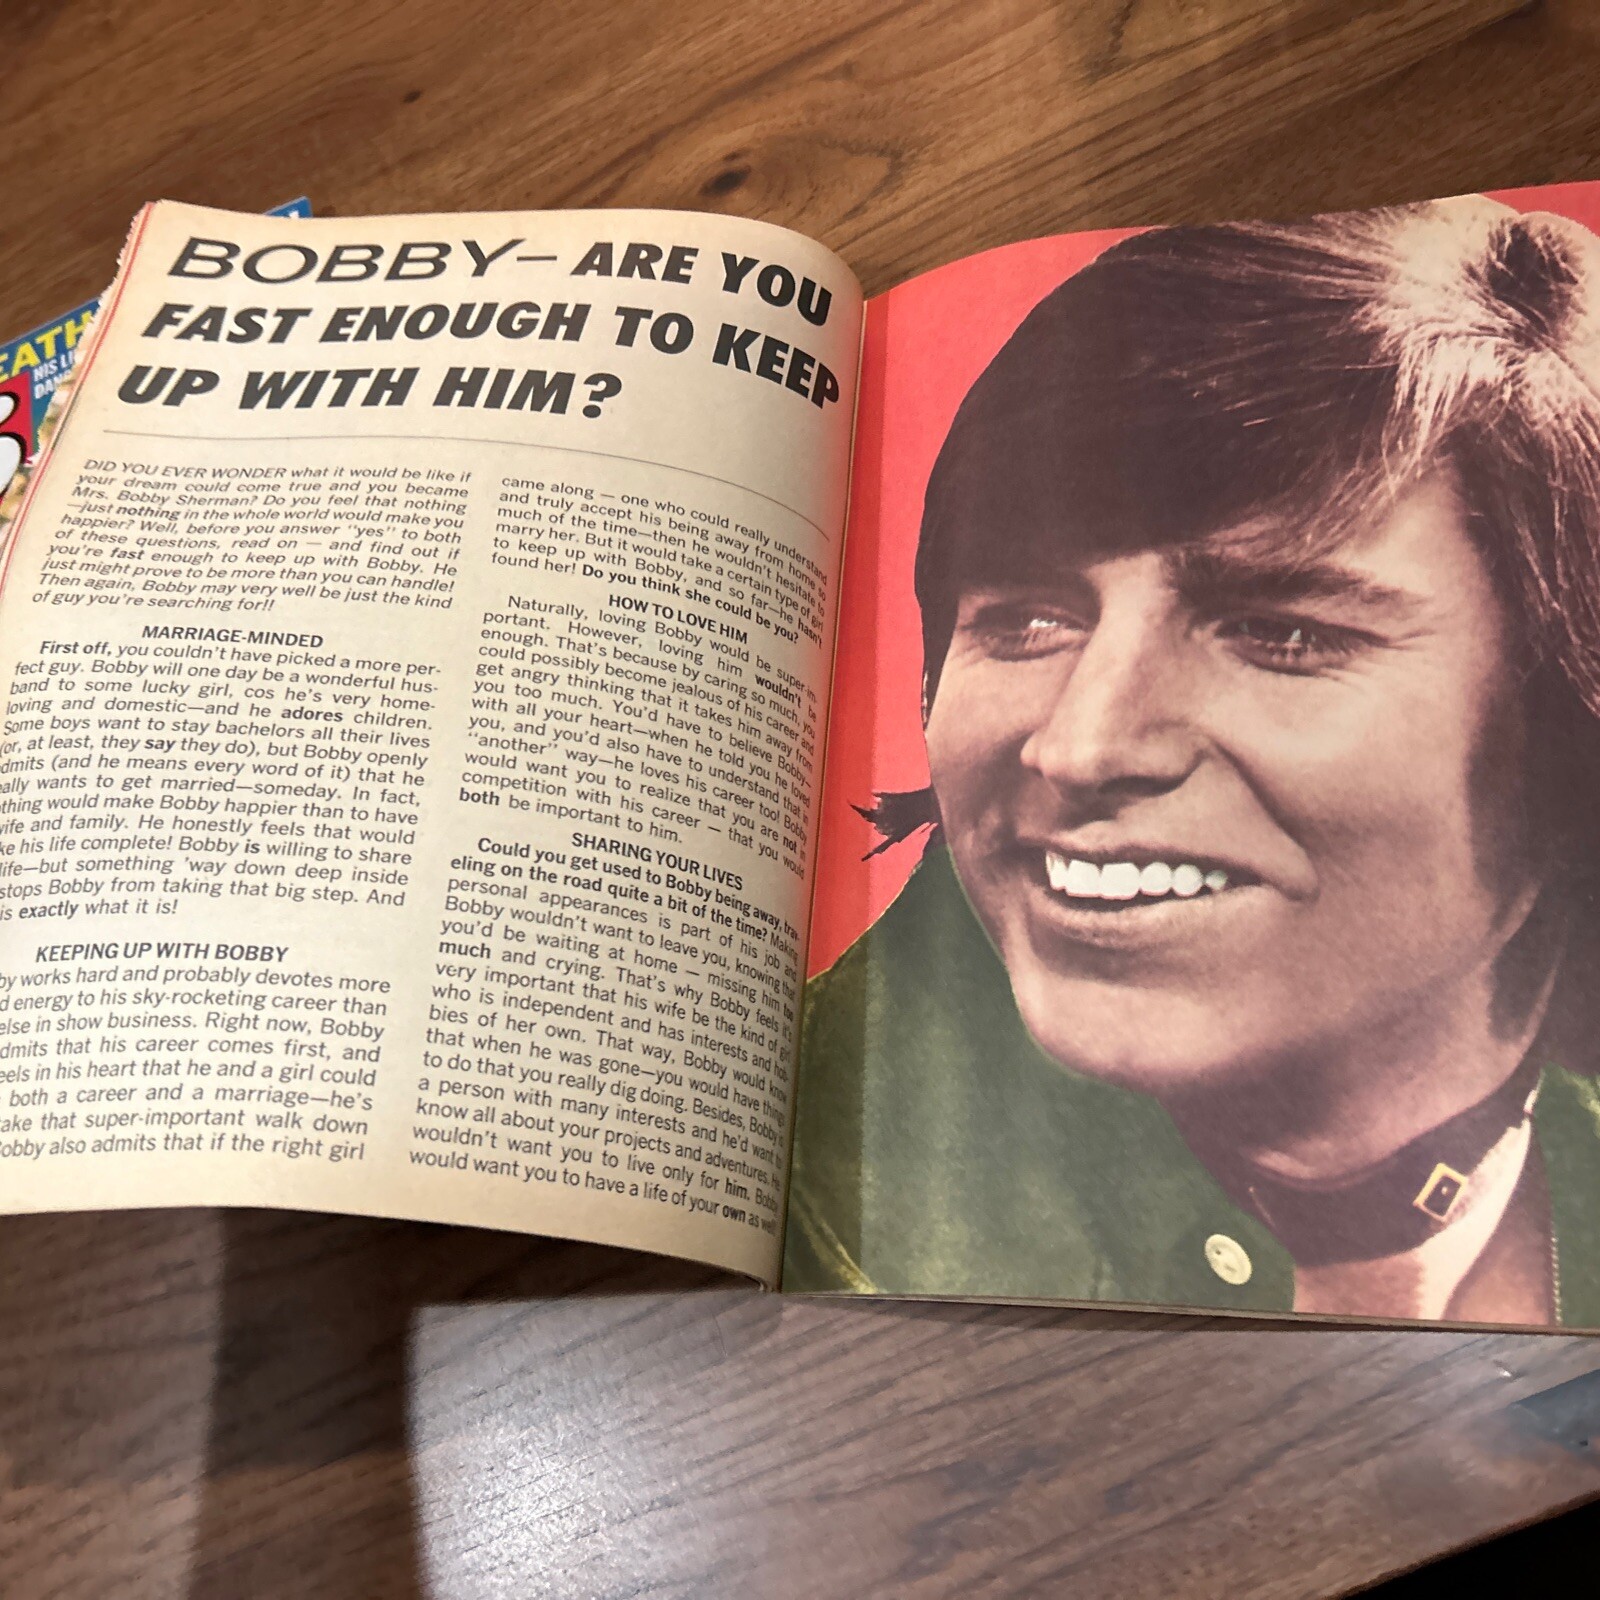 BOBBY— ARE YOU
FAST ENOUGH TO KEEP
UP WITH HIM?
DID YOU EVER WONDER what it would be like if
your dream could come true and you became
Mrs. Bobby Sherman? Do you feel that nothing
—just nothing in the whole world would make you
happier? Well, before you answer "yes" to both
of these questions, read on — and find out if
you're fast enough to keep up with Bobby. He
just might prove to be more than you can handle!
Then again, Bobby may very well be just the kind
of guy you're searching for!!
MARRIAGE-MINDED
First off, you couldn't have picked a more per-
fect guy. Bobby will one day be a wonderful hus-
band to some lucky girl, cos he's very home-
loving and domestic—and he adores children.
Some boys want to stay bachelors all their lives
(or, at least, they say they do), but Bobby openly
dmits (and he means every word of it) that he
ally wants to get married—someday. In fact,
thing would make Bobby happier than to have
ife and family. He honestly feels that would
ke his life complete! Bobby is willing to share
life—but something 'way down deep inside
stops Bobby from taking that big step. And
is exactly what it is!
KEEPING UP WITH BOBBY
by works hard and probably devotes more
d energy to his sky-rocketing career than
else in show business. Right now, Bobby
dmits that his career comes first, and
eels in his heart that he and a girl could
both a career and a marriage—he's
ake that super-important walk down
obby also admits that if the right girl
came along — one who could really understand
and truly accept his being away from home so
much of the time—then he wouldn't hesitate to
marry her. But it would take a certain type of girl
to keep up with Bobby, and so far—he hasn't
found her! Do you think she could be you?
HOW TO LOVE HIM
Naturally, loving Bobby would be super-im-
portant. However, loving him wouldn't be
enough. That's because by caring so much, you
could possibly become jealous of his career and
get angry thinking that it takes him away from
you too much. You'd have to believe Bobby—
with all your heart—when he told you he loved
you, and you'd also have to understand that in
"another" way—he loves his career too! Bobby
would want you to realize that you are not in
competition with his career — that you would
both be important to him.
SHARING YOUR LIVES
Could you get used to Bobby being away, trav-
eling on the road quite a bit of the time? Making
personal appearances is part of his job and
Bobby wouldn't want to leave you, knowing that
you'd be waiting at home — missing him too
much and crying. That's why Bobby feels it's
very important that his wife be the kind of girl
who is independent and has interests and hob-
bies of her own. That way, Bobby would know
that when he was gone—you would have things
to do that you really dig doing. Besides, Bobby is
a person with many interests and he'd want to
know all about your projects and adventures. He
wouldn't want you to live only for him. Bobby
would want you to have a life of your own as well!
EATH
HIS LI